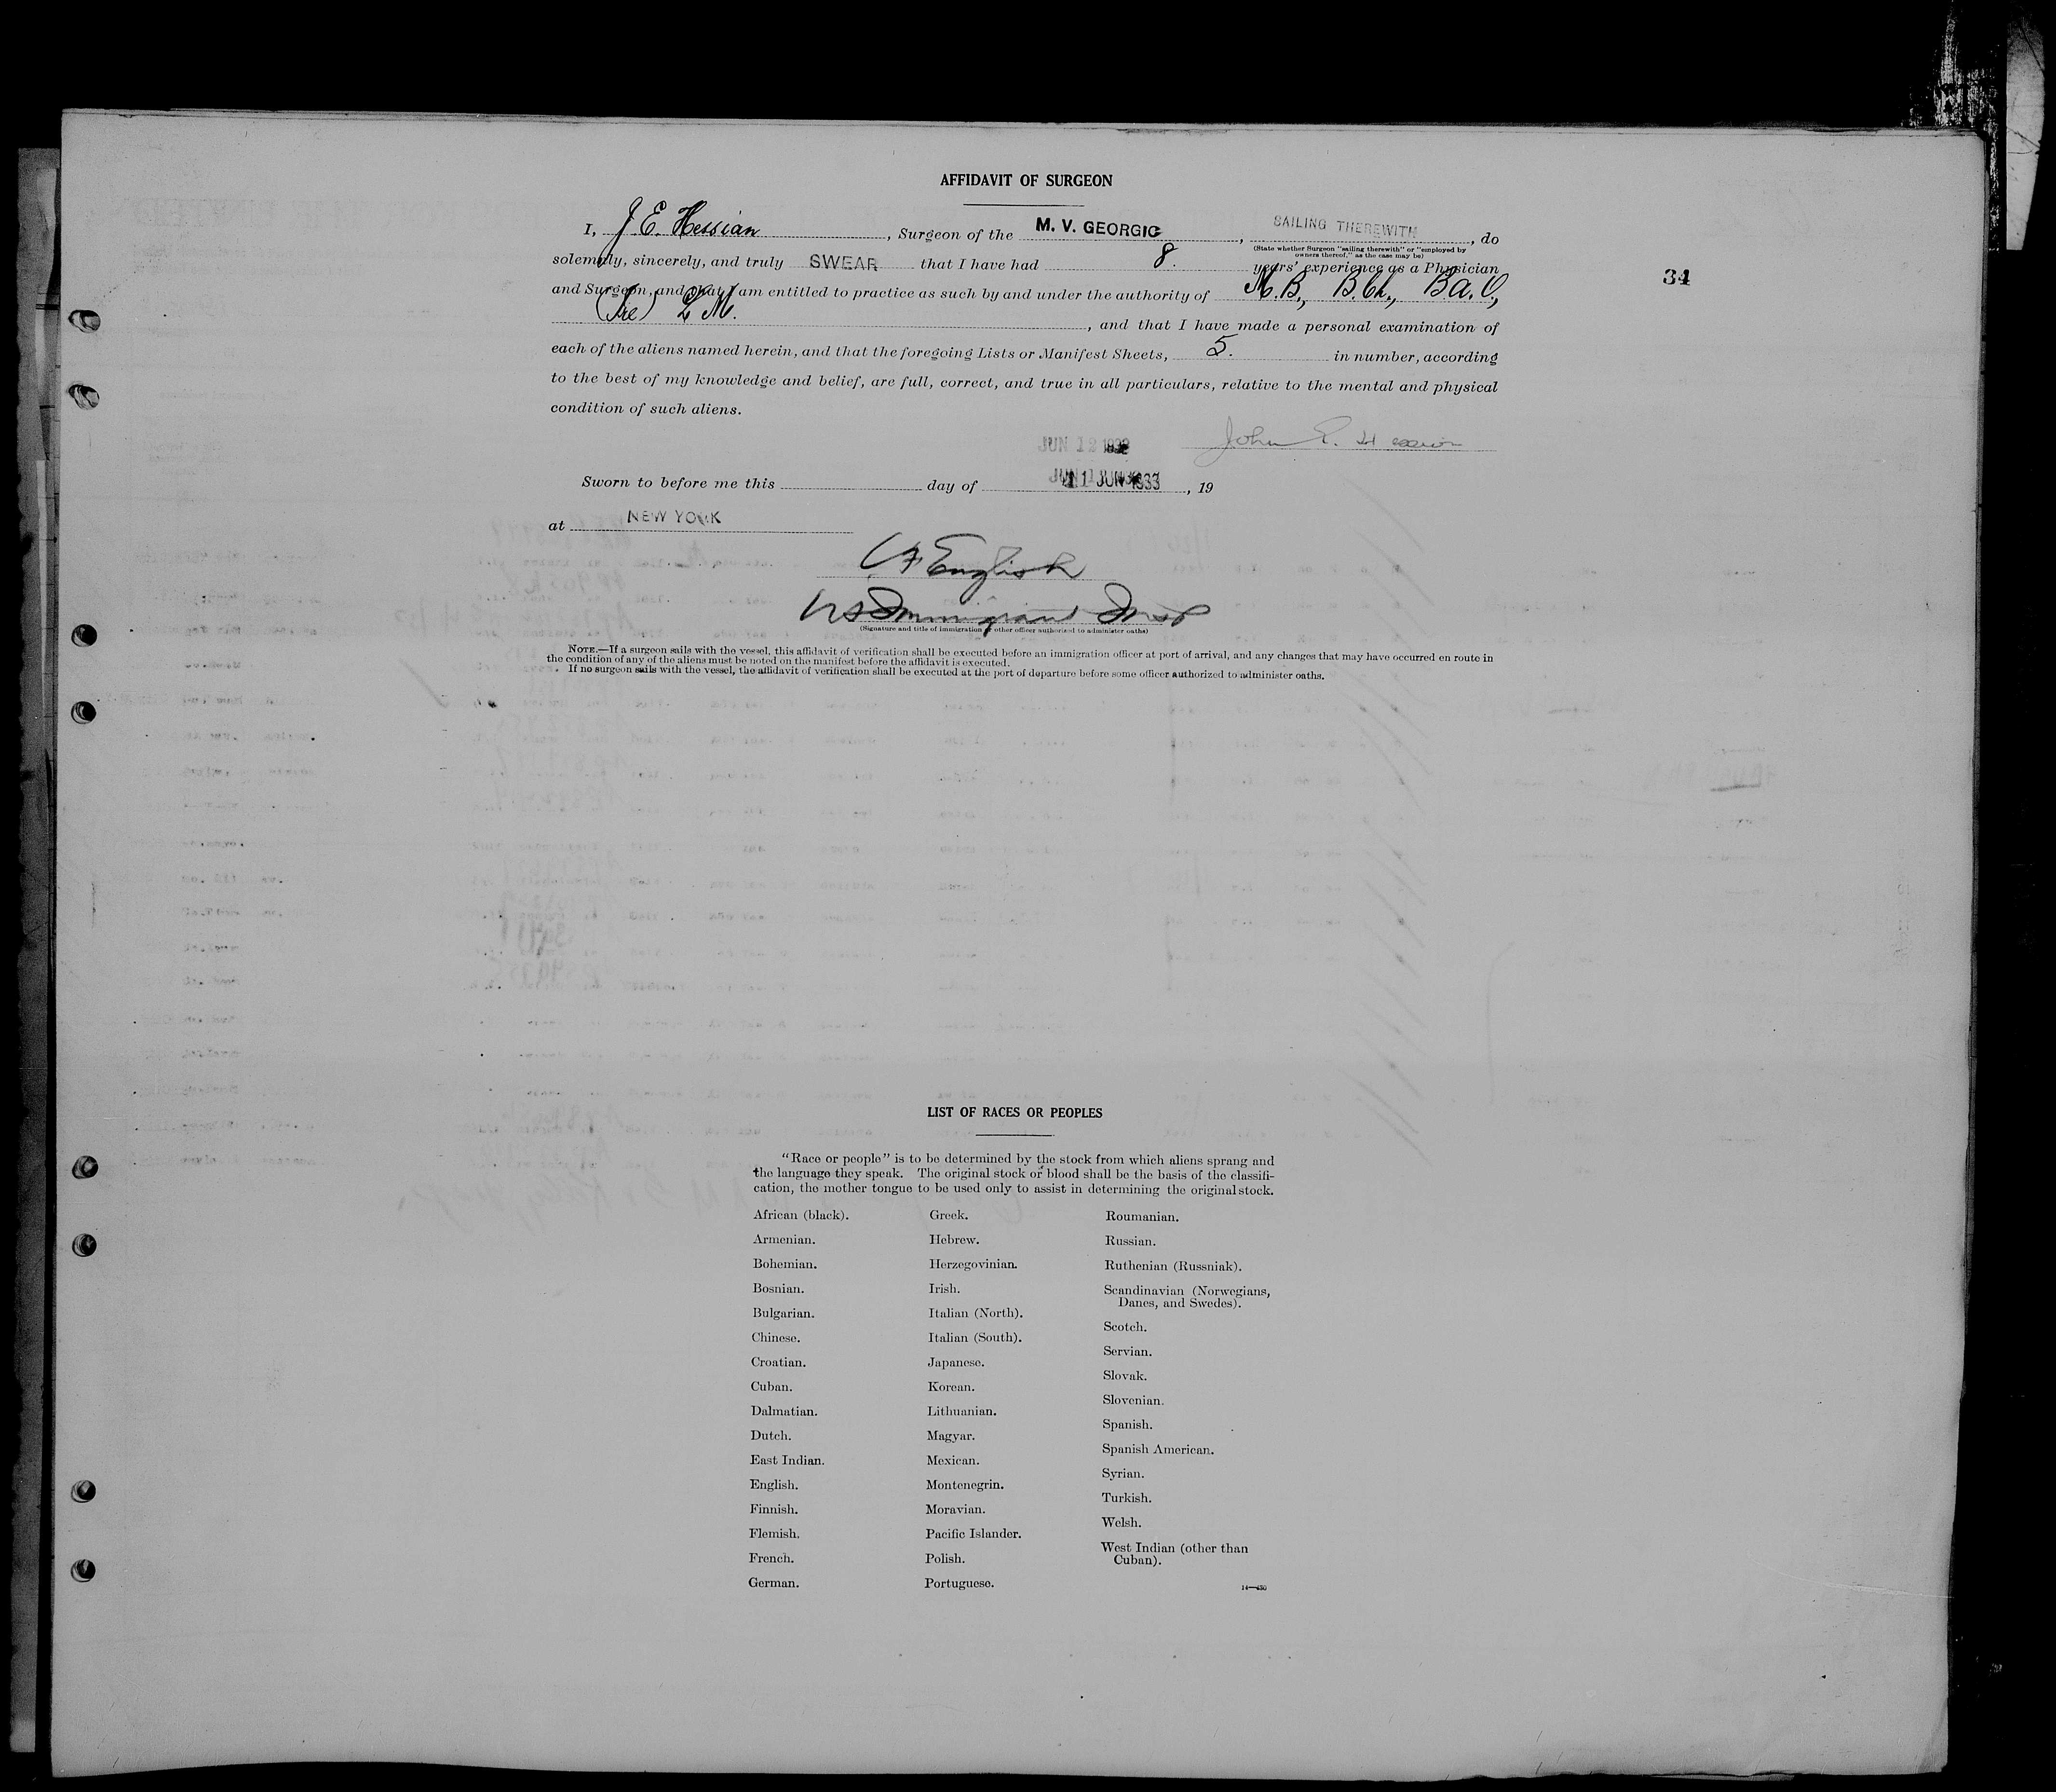 AFFIDAVIT OF SURGEON
34
I, J. E. Hessian, Surgeon of the M. V. GEORGIC, SAILING THEREWITH, do
(State whether Surgeon "sailing therewith" or "employed by
owners thereof," as the case may be)
solemnly, sincerely, and truly SWEAR that I have had 8. years' experience as a Physician
and Surgeon, and that I am entitled to practice as such by and under the authority of M.B., B.Ch., B.A.O.,
(Ire) L M., and that I have made a personal examination of
each of the aliens named herein, and that the foregoing Lists or Manifest Sheets, 5. in number, according
to the best of my knowledge and belief, are full, correct, and true in all particulars, relative to the mental and physical
condition of such aliens.
JUN 12
John E. Hessian
Sworn to before me this day of 11 JUN 1933, 19
at NEW YORK
English
US Immigrant Insp
(Signature and title of immigration or other officer authorized to administer oaths)
NOTE.—If a surgeon sails with the vessel, this affidavit of verification shall be executed before an immigration officer at port of arrival, and any changes that may have occurred en route in
the condition of any of the aliens must be noted on the manifest before the affidavit is executed.
If no surgeon sails with the vessel, the affidavit of verification shall be executed at the port of departure before some officer authorized to administer oaths.
LIST OF RACES OR PEOPLES
"Race or people" is to be determined by the stock from which aliens sprang and
the language they speak. The original stock or blood shall be the basis of the classifi-
cation, the mother tongue to be used only to assist in determining the original stock.
African (black).
Armenian.
Bohemian.
Bosnian.
Bulgarian.
Chinese.
Croatian.
Cuban.
Dalmatian.
Dutch.
East Indian.
English.
Finnish.
Flemish.
French.
German.
Greek.
Hebrew.
Herzegovinian.
Irish.
Italian (North).
Italian (South).
Japanese.
Korean.
Lithuanian.
Magyar.
Mexican.
Montenegrin.
Moravian.
Pacific Islander.
Polish.
Portuguese.
Roumanian.
Russian.
Ruthenian (Russniak).
Scandinavian (Norwegians,
Danes, and Swedes).
Scotch.
Servian.
Slovak.
Slovenian.
Spanish.
Spanish American.
Syrian.
Turkish.
Welsh.
West Indian (other than
Cuban).
14—430